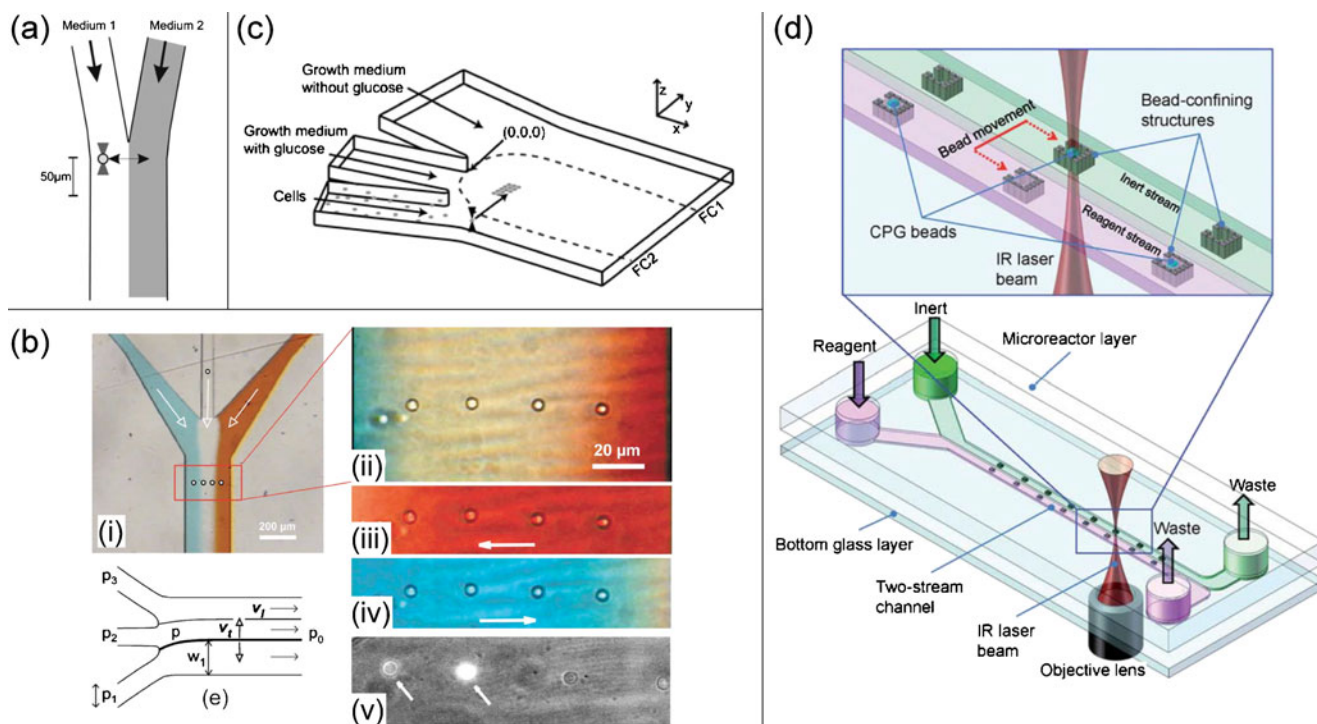 (a)
Medium 1
Medium 2
50µm
(c)
Growth medium
without glucose
Growth medium
with glucose
Cells
(0,0,0)
z
y
x
FC1
FC2
(b)
(i)
200 µm
(ii)
20 µm
(iii)
(iv)
(v)
p3
p2
p1
p
w1
vl
vt
p0
(e)
(d)
Bead movement
Bead-confining
structures
Inert stream
Reagent stream
CPG beads
IR laser
beam
Inert
Reagent
Microreactor layer
Waste
Waste
Bottom glass layer
Two-stream
channel
IR laser
beam
Objective lens